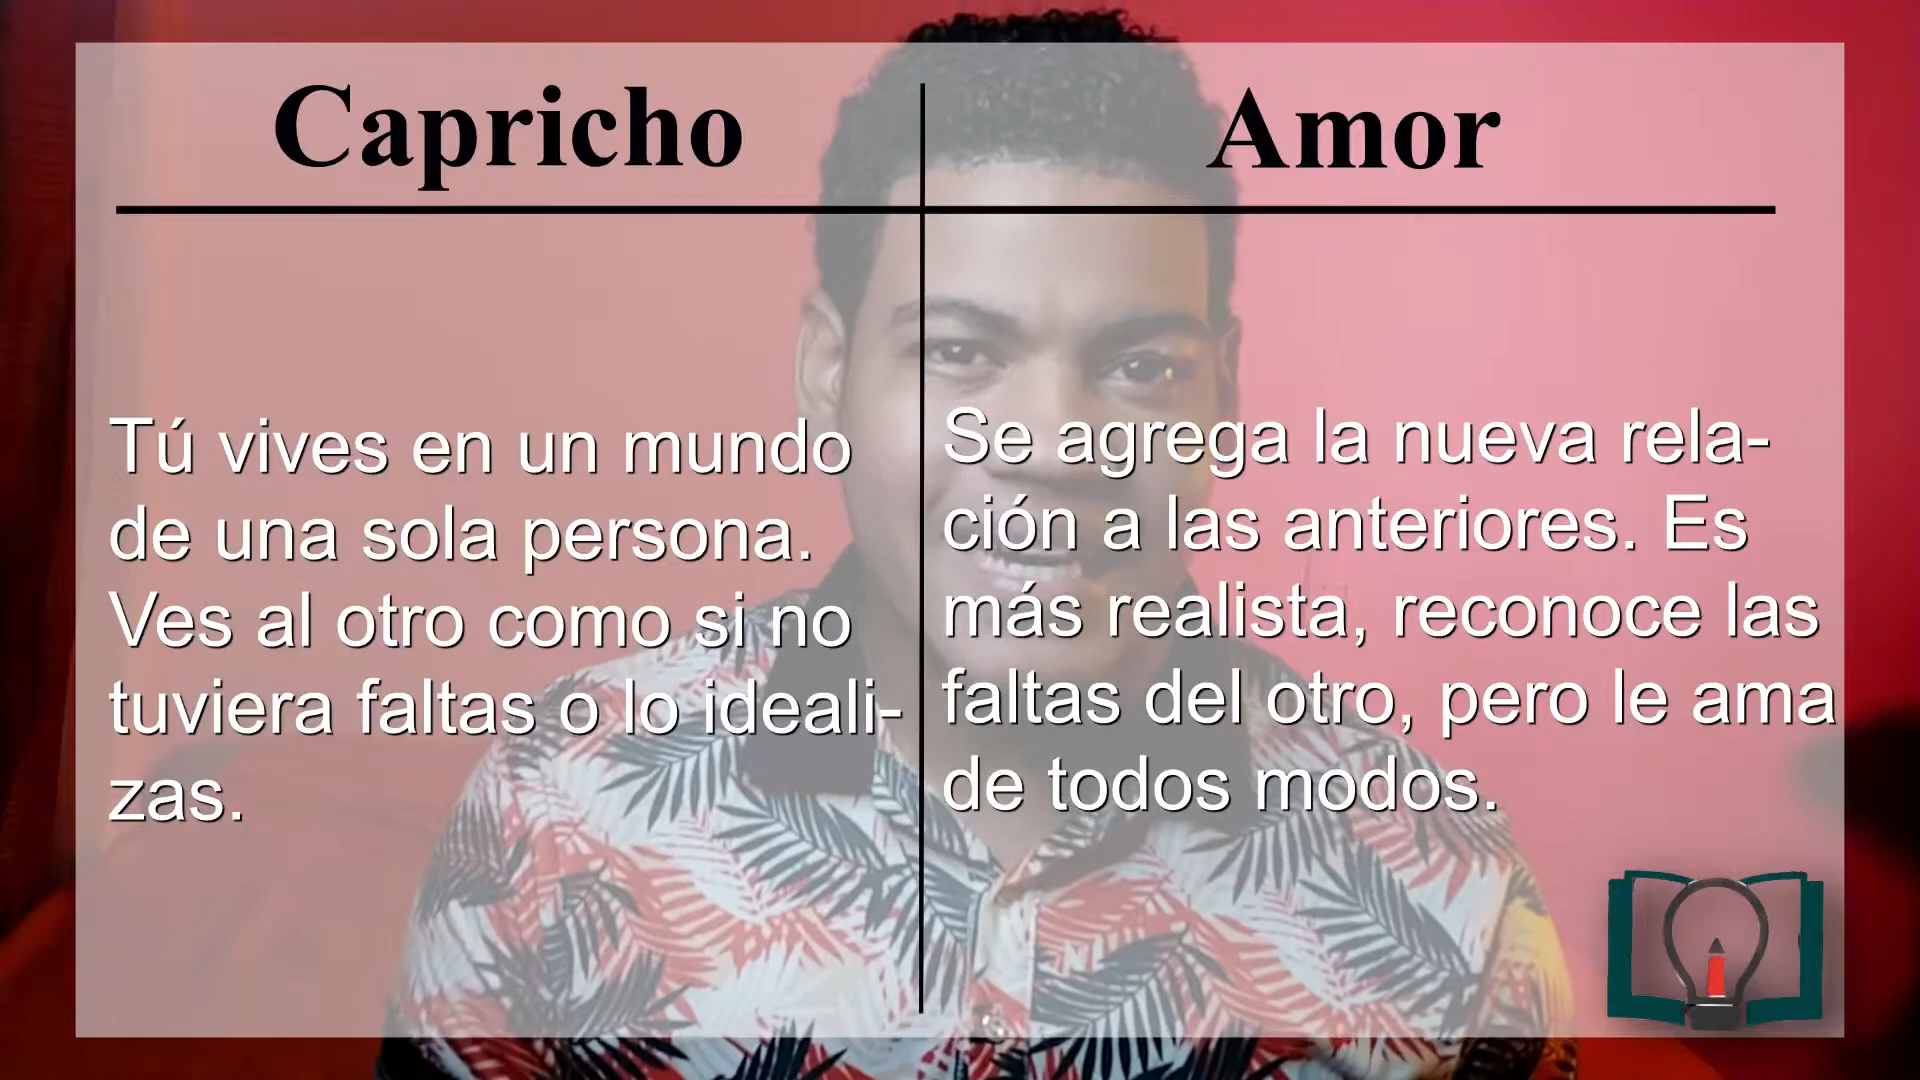 Capricho
Amor
Tú vives en un mundo
de una sola persona.
Ves al otro como si no
tuviera faltas o lo ideali-
zas.
Se agrega la nueva rela-
ción a las anteriores. Es
más realista, reconoce las
faltas del otro, pero le ama
de todos modos.